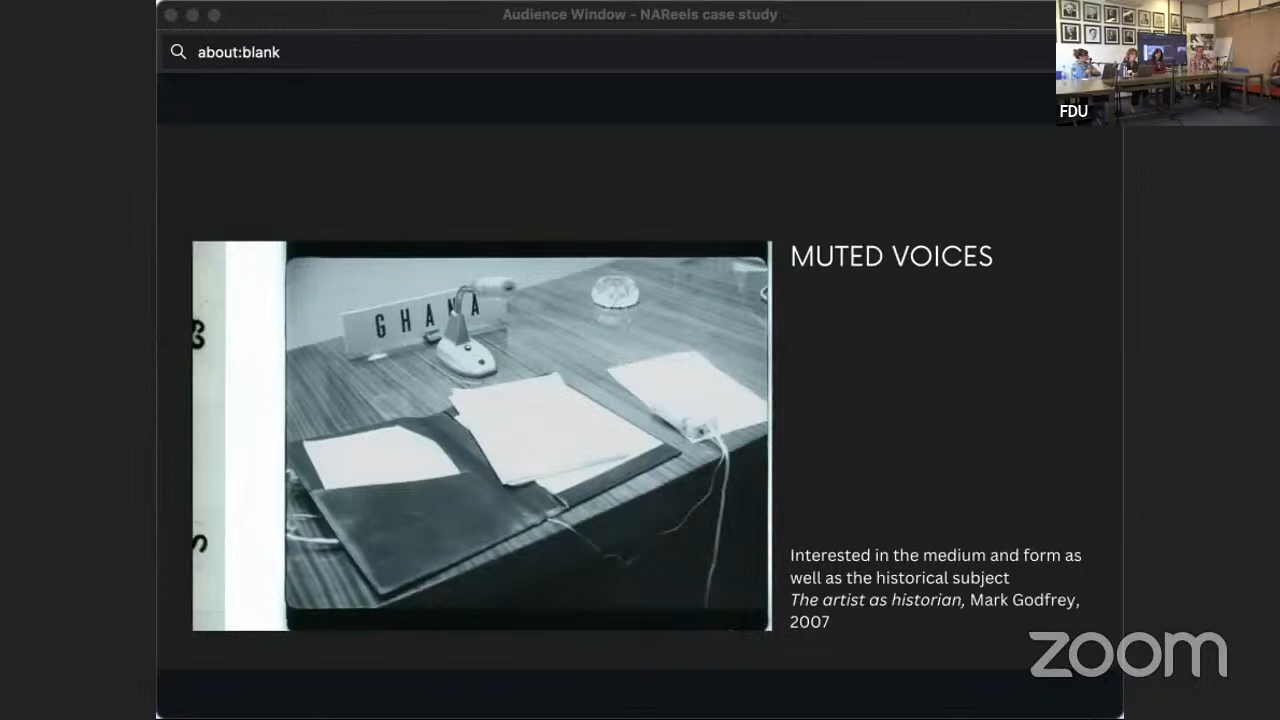 Audience Window - NAReels case study
about:blank
FDU
MUTED VOICES
GHANA
Interested in the medium and form as
well as the historical subject
The artist as historian, Mark Godfrey,
2007
zoom